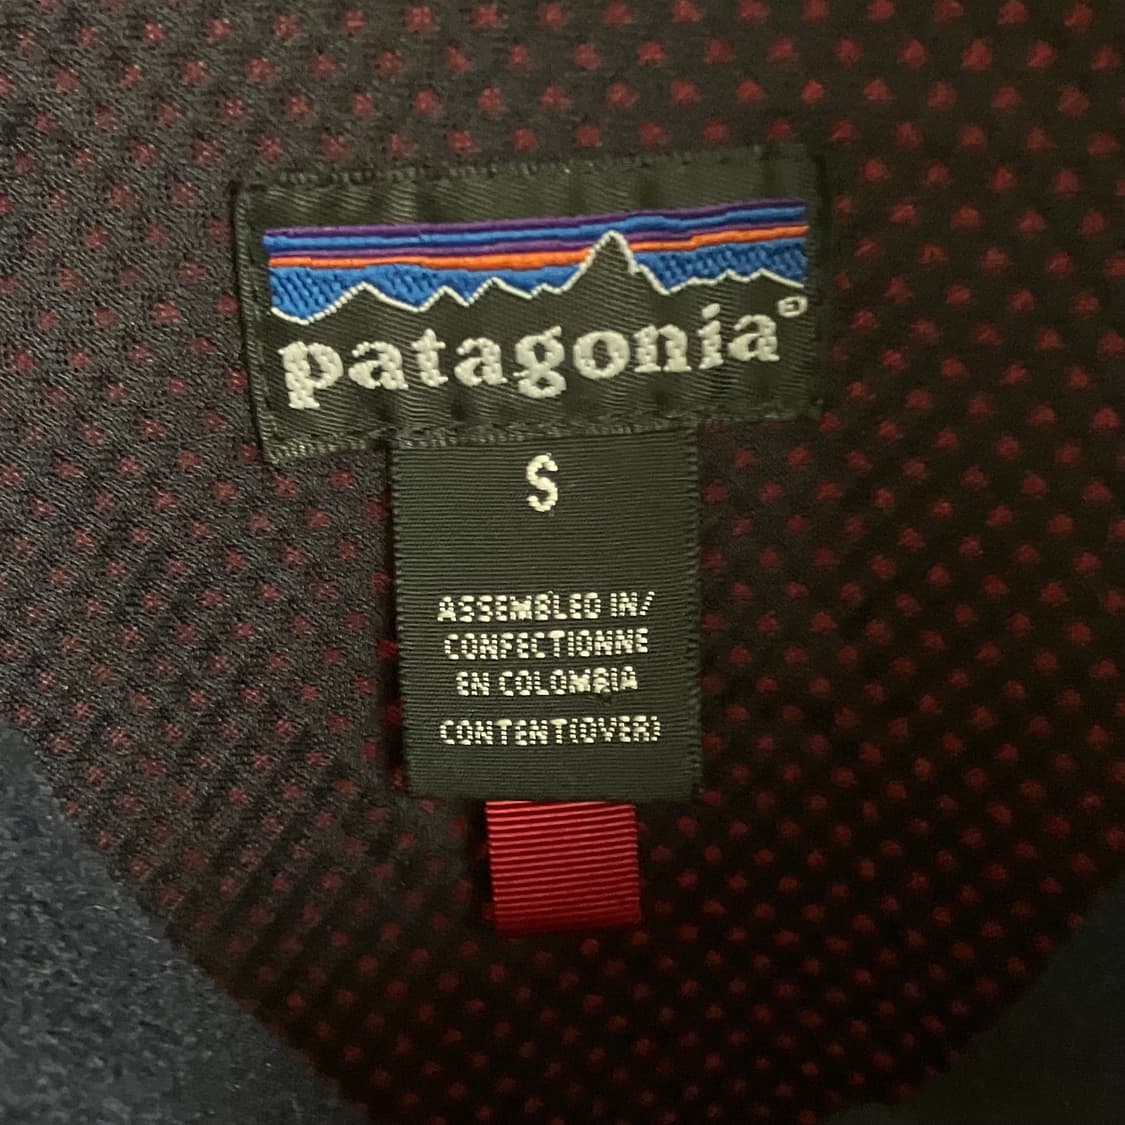 patagonia®
S
ASSEMBLED IN/
CONFECTIONNE
EN COLOMBIA
CONTENT(OVER)